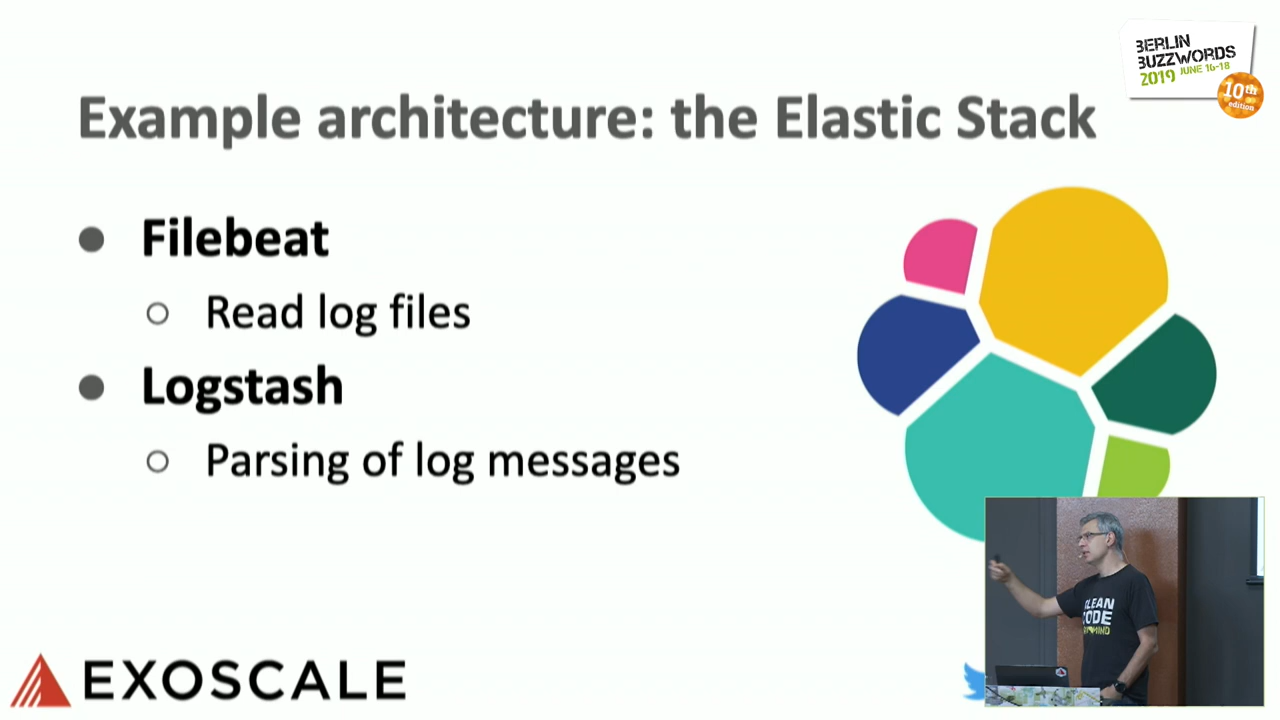 BERLIN
BUZZWORDS
2019 JUNE 16-18
10th
edition
Example architecture: the Elastic Stack
● Filebeat
○ Read log files
● Logstash
○ Parsing of log messages
CLEAN
CODE
EXOSCALE